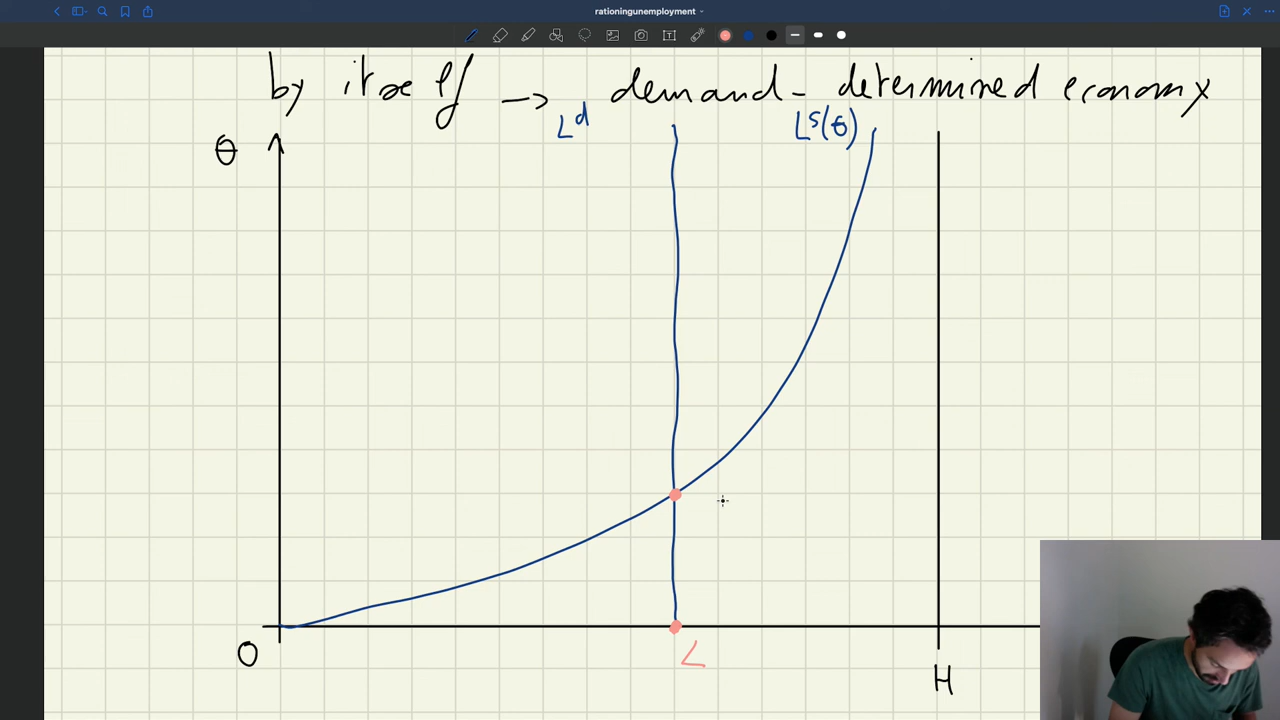 rationingunemployment
by itself → demand-determined economy
L^d
L^s(θ)
θ
O
L
H